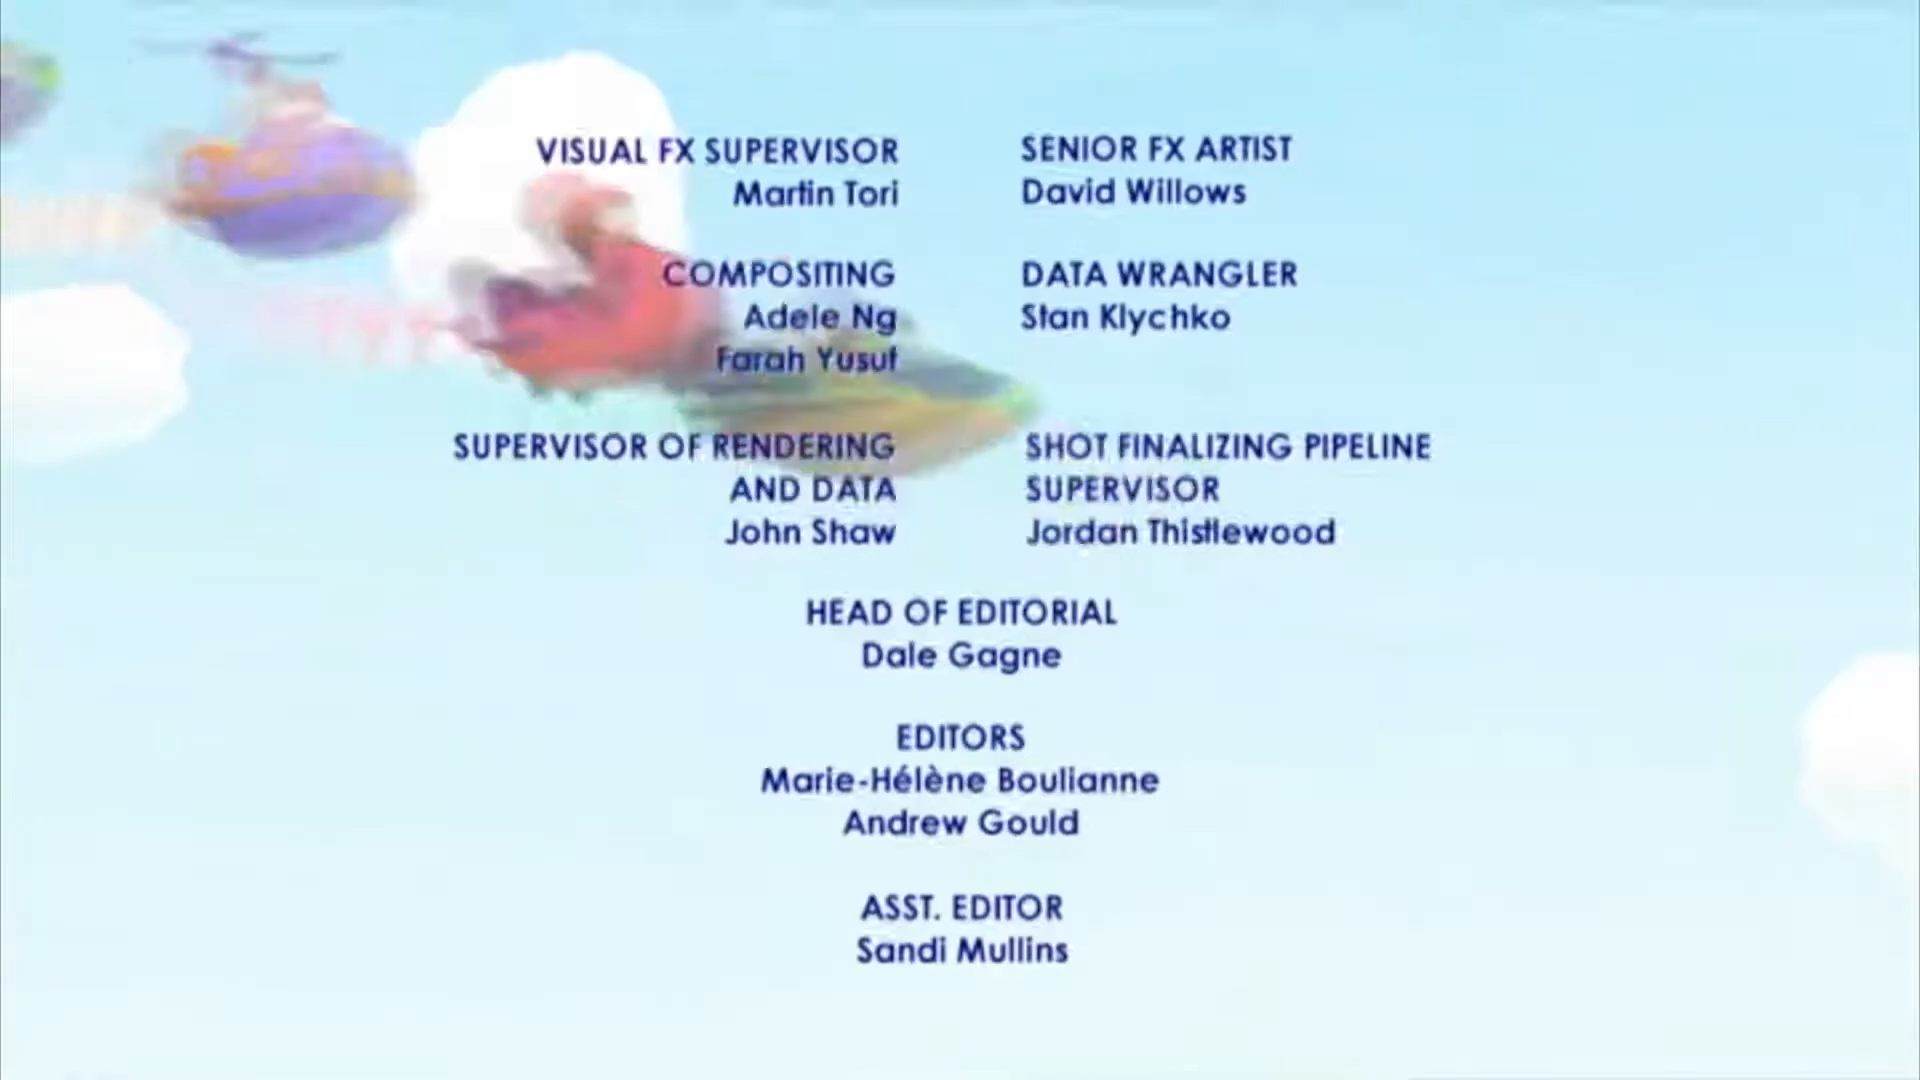 VISUAL FX SUPERVISOR
Martin Tori
SENIOR FX ARTIST
David Willows
COMPOSITING
Adele Ng
Farah Yusuf
DATA WRANGLER
Stan Klychko
SUPERVISOR OF RENDERING
AND DATA
John Shaw
SHOT FINALIZING PIPELINE
SUPERVISOR
Jordan Thistlewood
HEAD OF EDITORIAL
Dale Gagne
EDITORS
Marie-Hélène Boulianne
Andrew Gould
ASST. EDITOR
Sandi Mullins